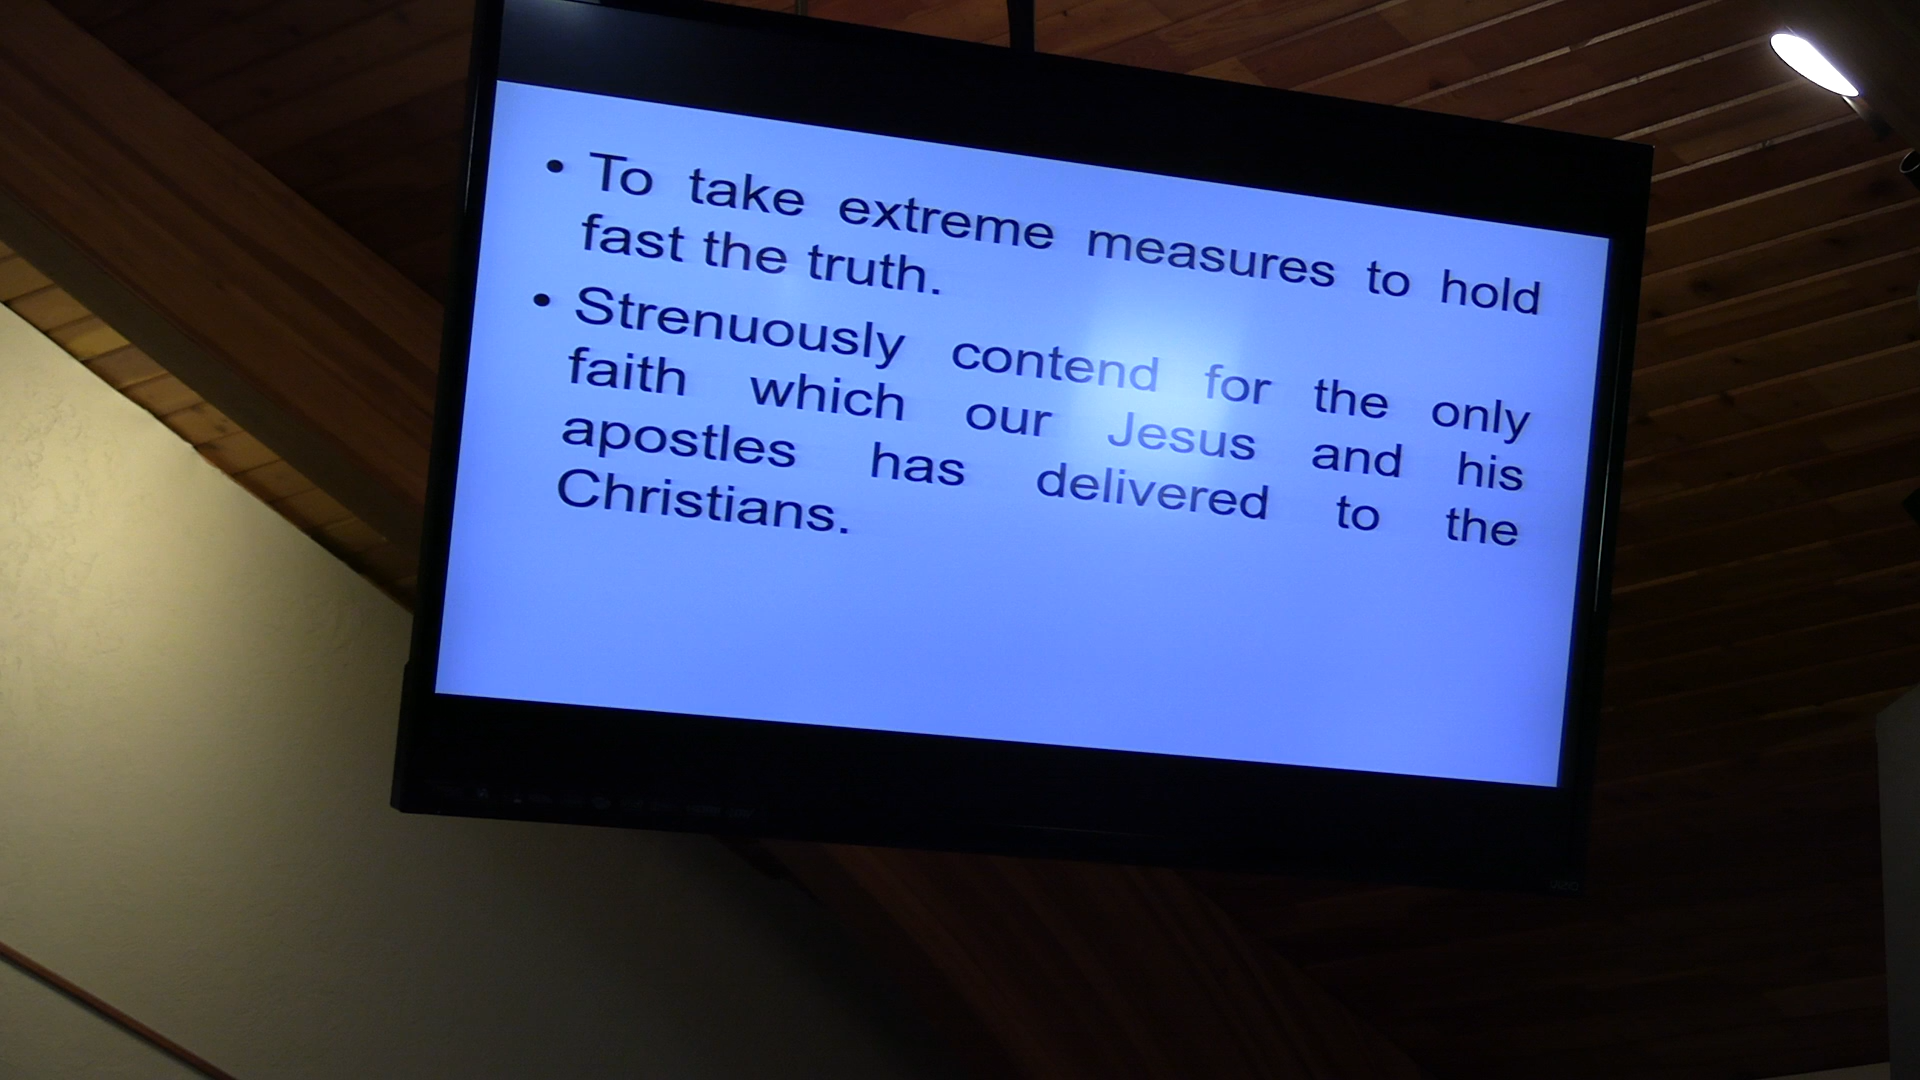 • To take extreme measures to hold
fast the truth.
• Strenuously contend for the only
faith which our Jesus and his
apostles has delivered to the
Christians.